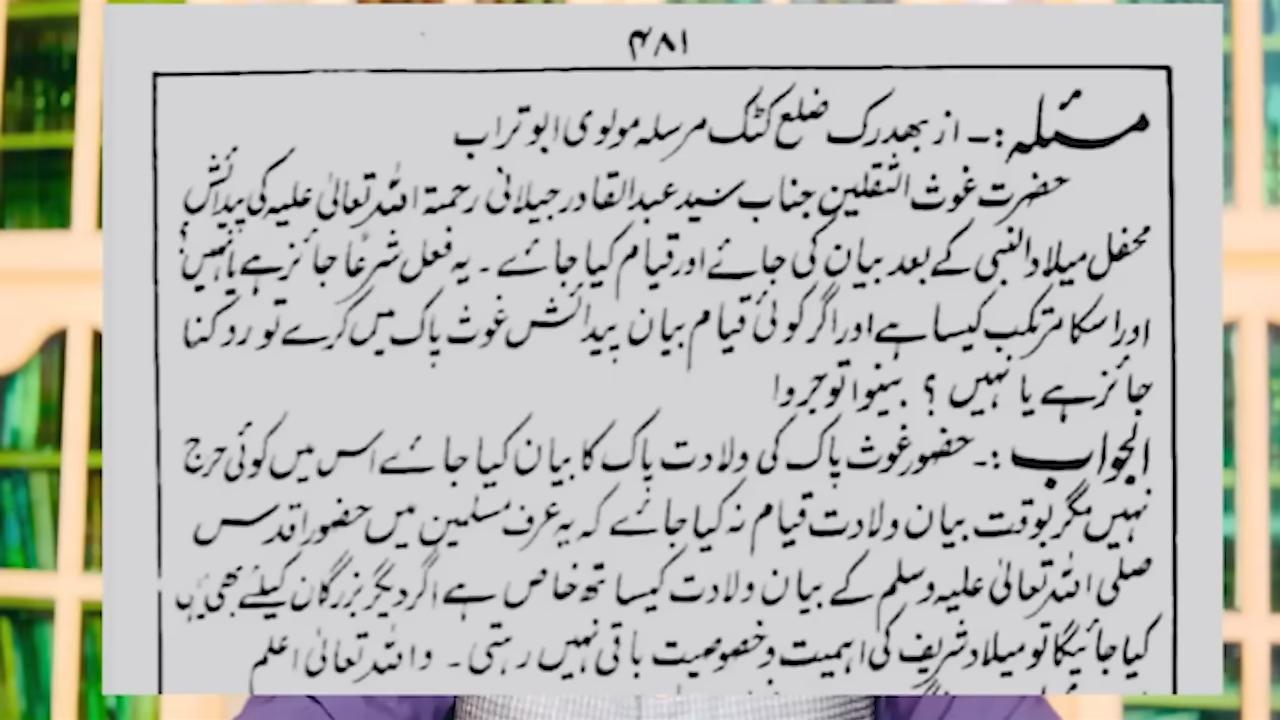 ۴۸۱
مسئلہ :۔ از بھدرک ضلع کٹک مرسلہ مولوی ابو تراب
حضرت غوث الثقلین جناب سید عبدالقادر جیلانی رحمۃ اللہ تعالیٰ علیہ کی پیدائش
محفل میلاد النبی کے بعد بیان کی جائے اور قیام کیا جائے ۔ یہ فعل شرعًا جائز ہے یا نہیں؟
اور اسکا مرتکب کیسا ہے اور اگر کوئی قیام بیان پیدائش غوث پاک میں کرے تو روکنا
جائز ہے یا نہیں ؟ بینوا توجروا
الجواب :۔ حضور غوث پاک کی ولادت پاک کا بیان کیا جائے اس میں کوئی حرج
نہیں مگر بوقت بیان ولادت قیام نہ کیا جائے کہ یہ عرف مسلمین میں حضور اقدس
صلی اللہ تعالیٰ علیہ وسلم کے بیان ولادت کیساتھ خاص ہے اگر دیگر بزرگان کیلئے بھی
کیا جائیگا تو میلاد شریف کی اہمیت و خصوصیت باقی نہیں رہتی ۔ واللہ تعالیٰ اعلم